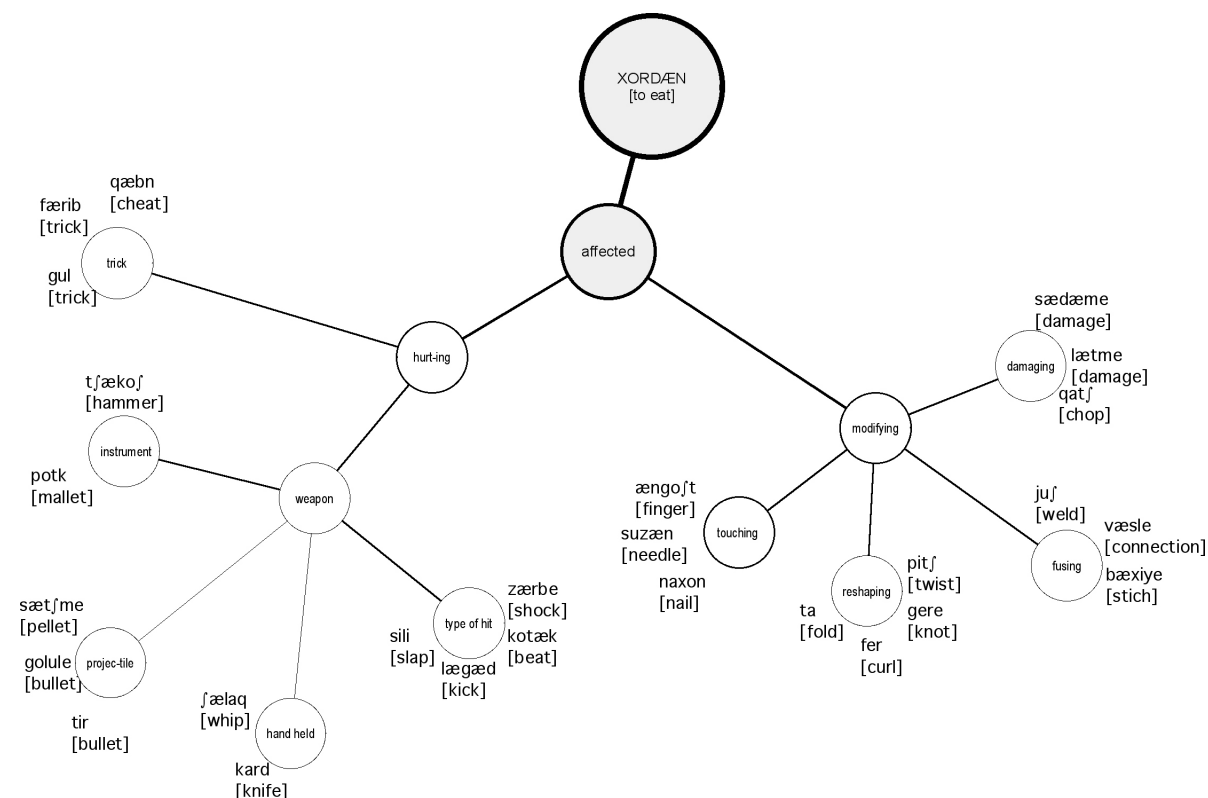 XORDÆN
[to eat]
affected
qæbn
[cheat]
færib
[trick]
trick
gul
[trick]
hurt-ing
tʃækoʃ
[hammer]
instrument
potk
[mallet]
weapon
sætʃme
[pellet]
golule
[bullet]
projec-tile
tir
[bullet]
ʃælaq
[whip]
hand held
kard
[knife]
zærbe
[shock]
type of hit
sili
[slap]
kotæk
[beat]
lægæd
[kick]
sædæme
[damage]
damaging
lætme
[damage]
qatʃ
[chop]
modifying
ængoʃt
[finger]
suzæn
[needle]
touching
naxon
[nail]
pitʃ
[twist]
reshaping
ta
[fold]
gere
[knot]
fer
[curl]
juʃ
[weld]
væsle
[connection]
fusing
bæxiye
[stich]